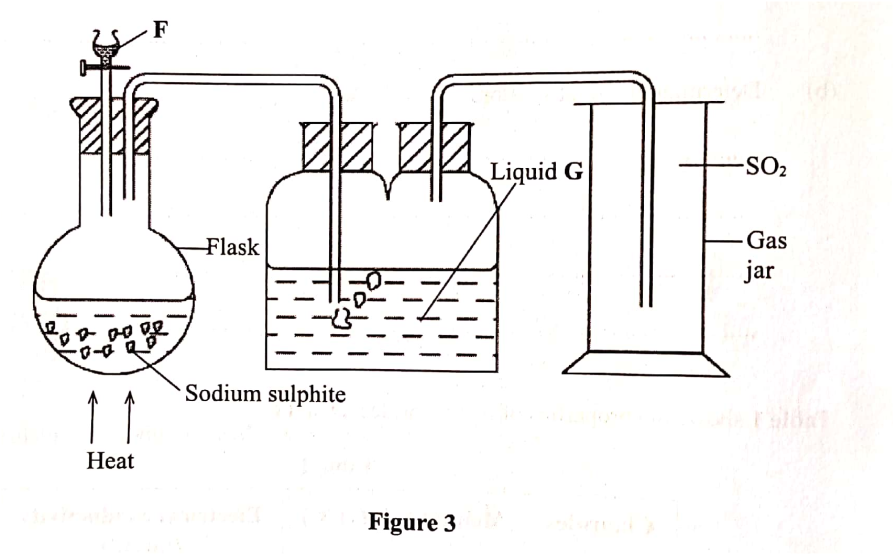 F
Liquid G
SO₂
Flask
Gas
jar
Sodium sulphite
Heat
Figure 3